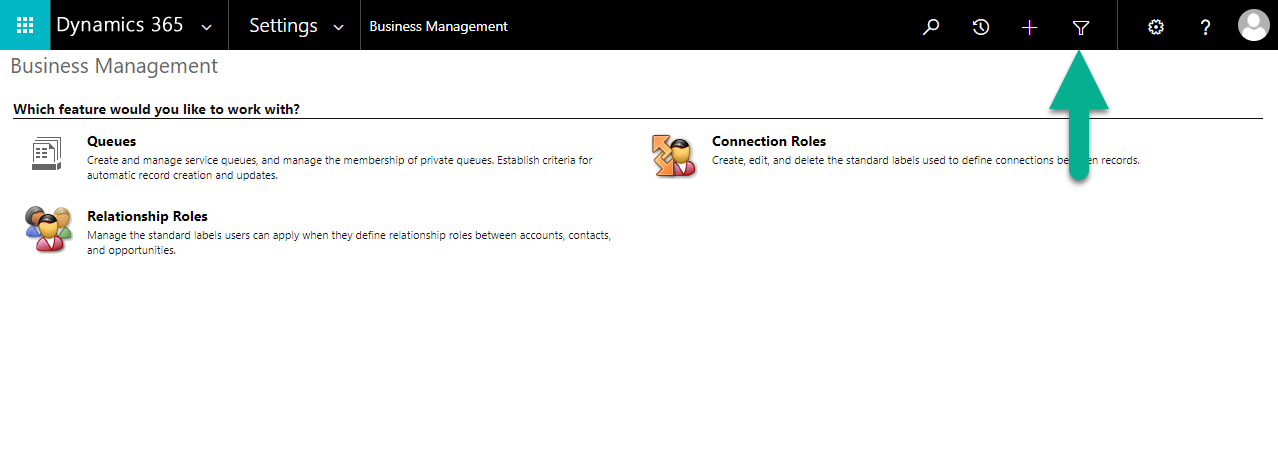 Dynamics 365 Settings Business Management ?
Business Management
Which feature would you like to work with?
Queues
Create and manage service queues, and manage the membership of private queues. Establish criteria for
automatic record creation and updates.
Connection Roles
Create, edit, and delete the standard labels used to define connections be en records.
Relationship Roles
Manage the standard labels users can apply when they define relationship roles between accounts, contacts,
and opportunities.